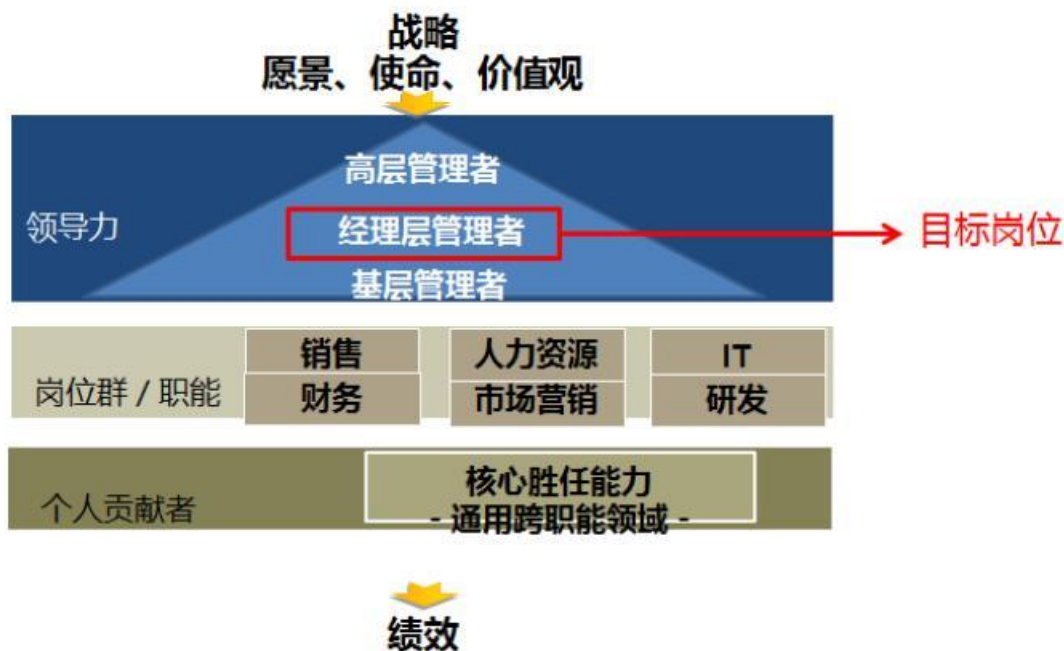 战略
愿景、使命、价值观
高层管理者
领导力
经理层管理者
目标岗位
基层管理者
销售
人力资源
IT
岗位群 / 职能
财务
市场营销
研发
核心胜任能力
个人贡献者
- 通用跨职能领域 -
绩效